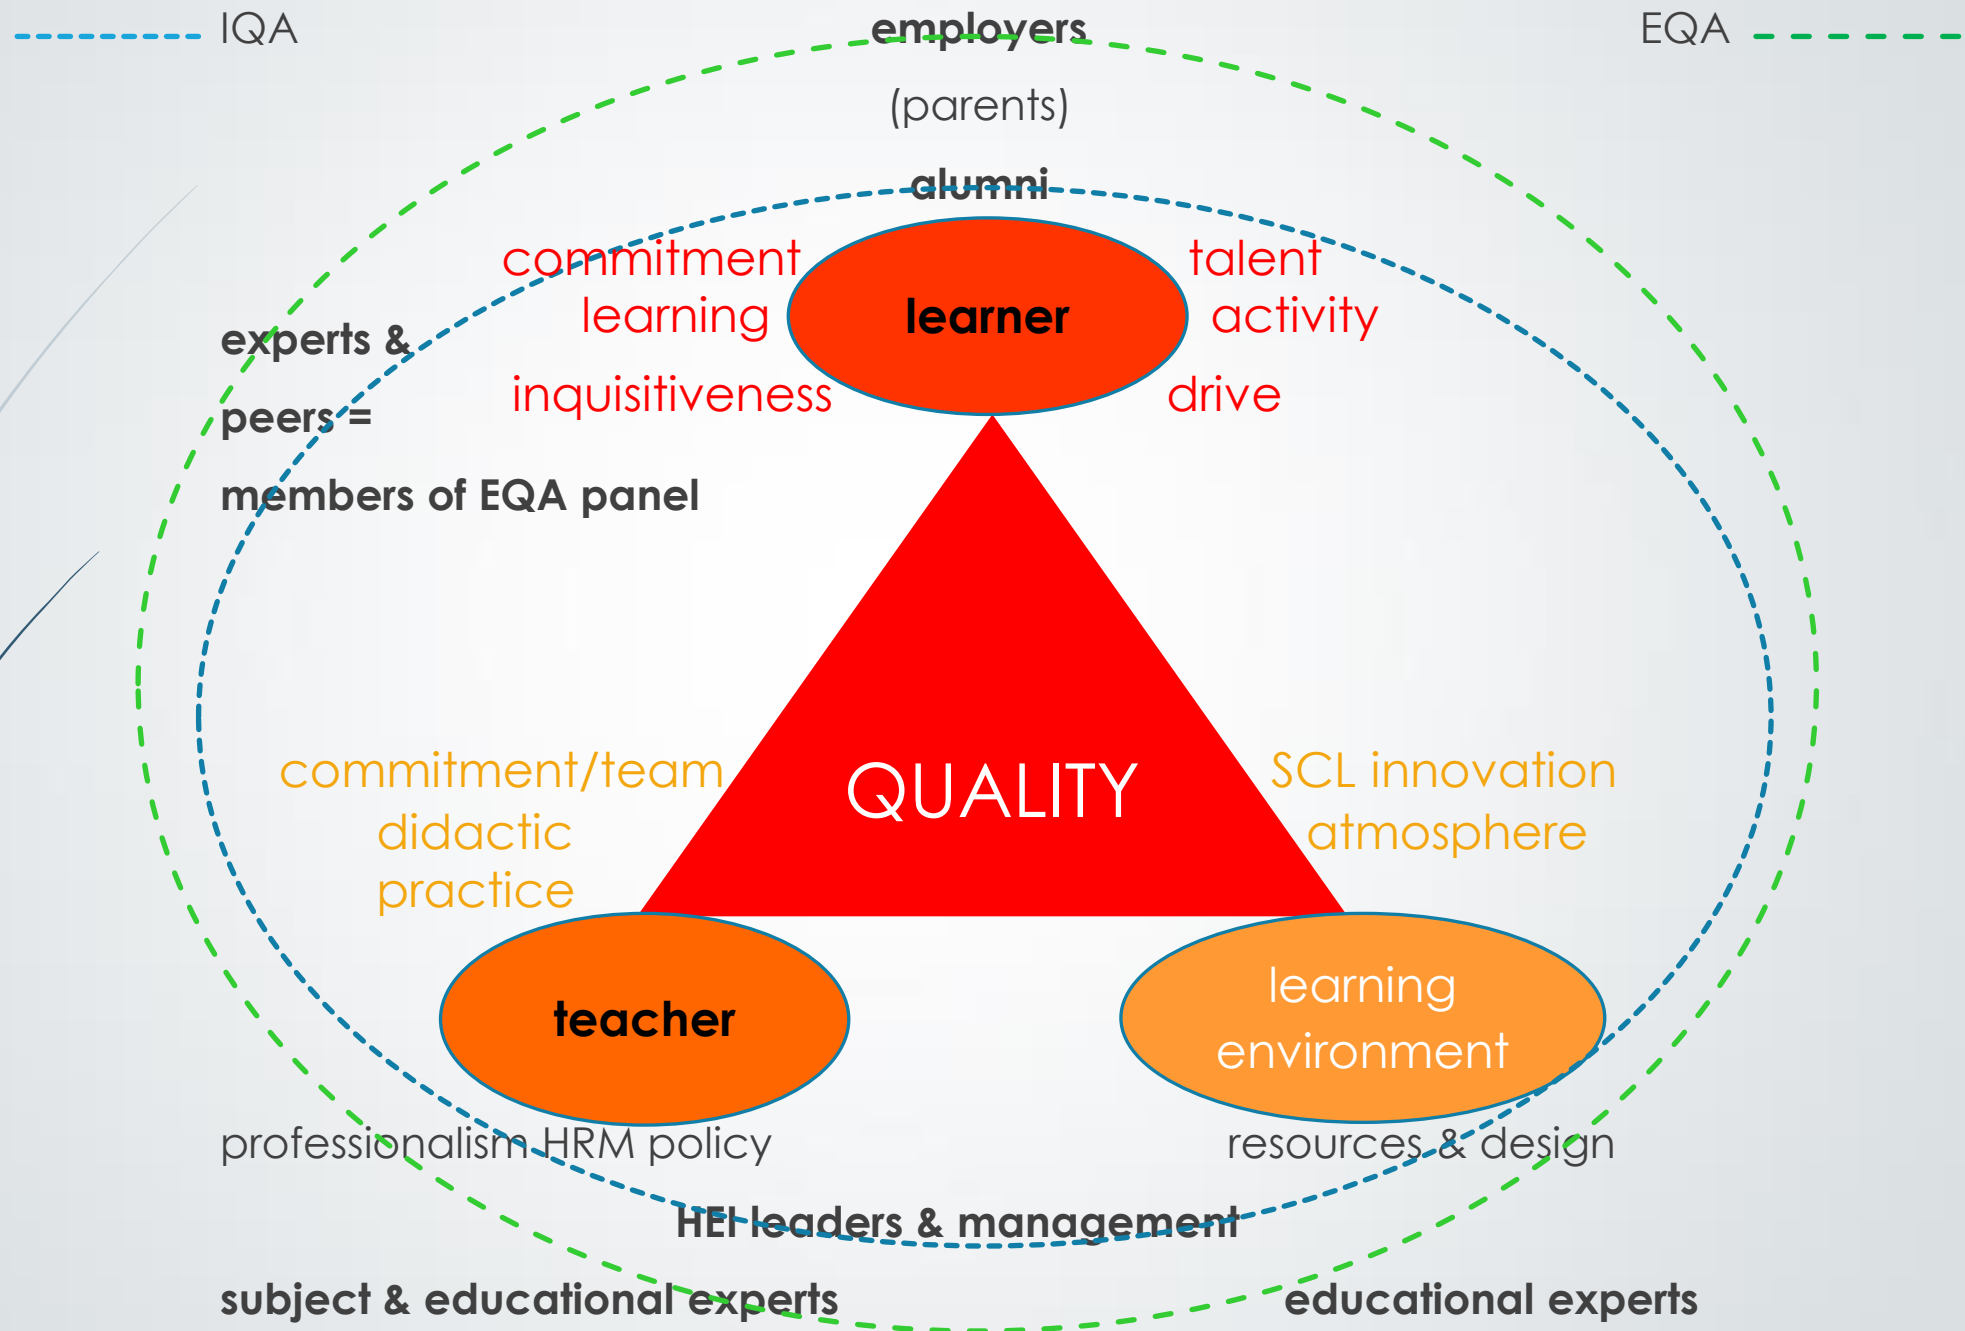 IQA
employers
EQA
(parents)
alumni
commitment
talent
learning
learner
activity
experts &
inquisitiveness
drive
peers =
members of EQA panel
commitment/team
QUALITY
SCL innovation
didactic
atmosphere
practice
learning
teacher
environment
professionalism HRM policy
resources & design
HEI leaders & management
subject & educational experts
educational experts